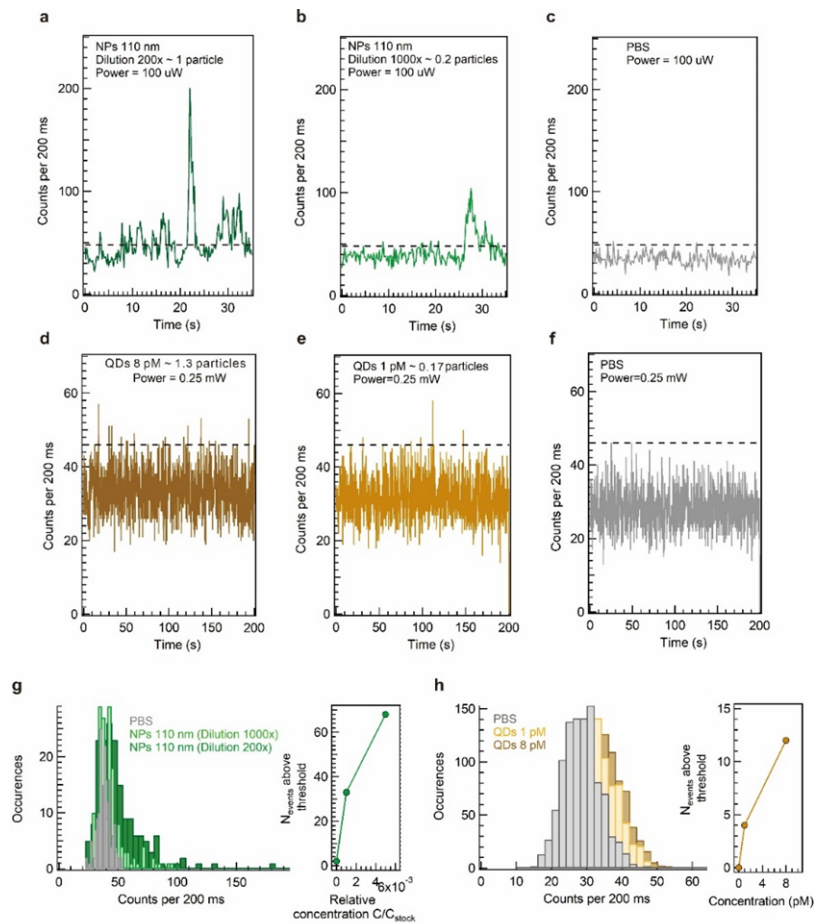 a
NPs 110 nm
Dilution 200x ~ 1 particle
Power = 100 uW
200
100
0
Counts per 200 ms
0 10 20 30
Time (s)
b
NPs 110 nm
Dilution 1000x ~ 0.2 particles
Power = 100 uW
200
100
0
Counts per 200 ms
0 10 20 30
Time (s)
c
PBS
Power = 100 uW
200
100
0
Counts per 200 ms
0 10 20 30
Time (s)
d
QDs 8 pM ~ 1.3 particles
Power = 0.25 mW
60
40
20
0
Counts per 200 ms
0 50 100 150 200
Time (s)
e
QDs 1 pM ~ 0.17 particles
Power=0.25 mW
60
40
20
0
Counts per 200 ms
0 50 100 150 200
Time (s)
f
PBS
Power=0.25 mW
60
40
20
0
Counts per 200 ms
0 50 100 150 200
Time (s)
g
PBS
NPs 110 nm (Dilution 1000x)
NPs 110 nm (Dilution 200x)
20
10
0
Occurences
0 50 100 150
Counts per 200 ms
60
40
20
0
Nevents above
threshold
0 4 6×10⁻³
Relative
concentration C/Cstock
h
PBS
QDs 1 pM
QDs 8 pM
150
100
50
0
Occurences
0 20 40 60
Counts per 200 ms
15
10
5
0
Nevents above
threshold
0 4 8
Concentration (pM)